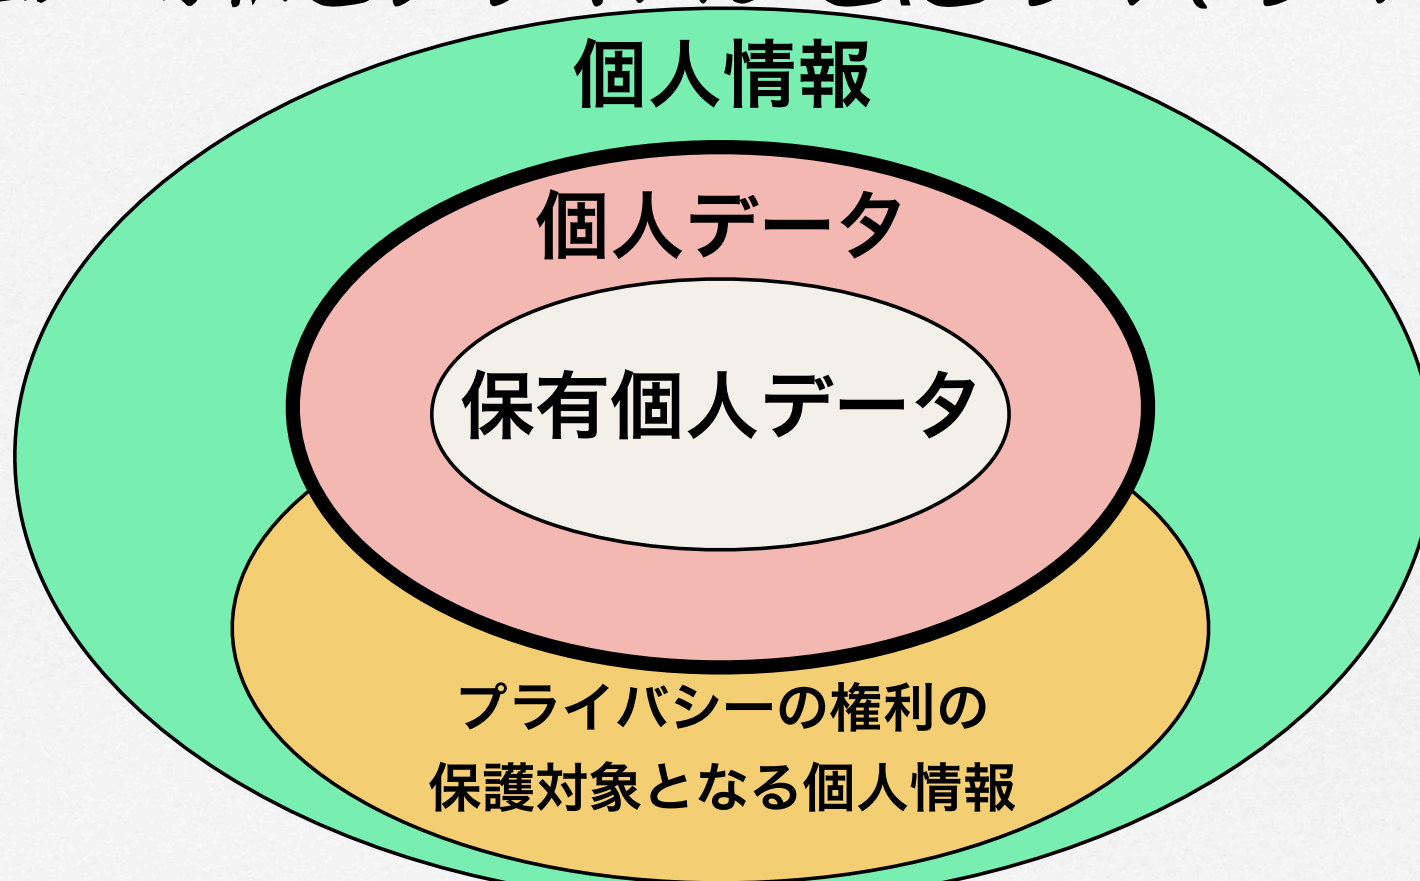 個人情報
個人データ
保有個人データ
プライバシーの権利の
保護対象となる個人情報